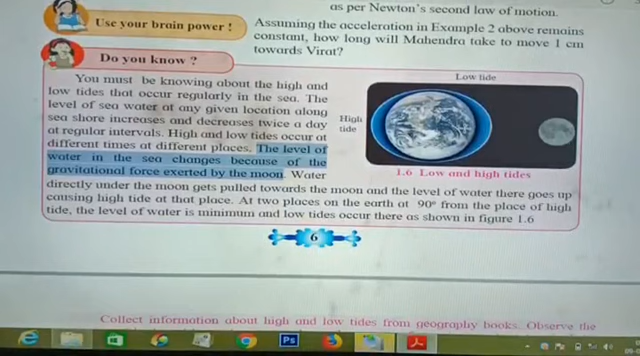 as per Newton's second law of motion.
Use your brain power !
Assuming the acceleration in Example 2 above remains
constant, how long will Mahendra take to move 1 cm
towards Virat?
Do you know ?
You must be knowing about the high and
low tides that occur regularly in the sea. The
level of sea water at any given location along
sea shore increases and decreases twice a day
at regular intervals. High and low tides occur at
different times at different places. The level of
water in the sea changes because of the
gravitational force exerted by the moon. Water
directly under the moon gets pulled towards the moon and the level of water there goes up
causing high tide at that place. At two places on the earth at 90° from the place of high
tide, the level of water is minimum and low tides occur there as shown in figure 1.6
Low tide
High
tide
1.6 Low and high tides
6
Collect information about high and low tides from geography books. Observe the
Ps